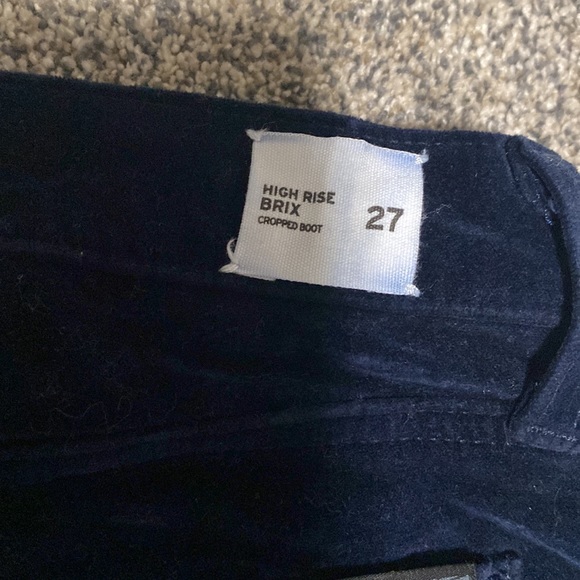 HIGH RISE
BRIX
CROPPED BOOT
27